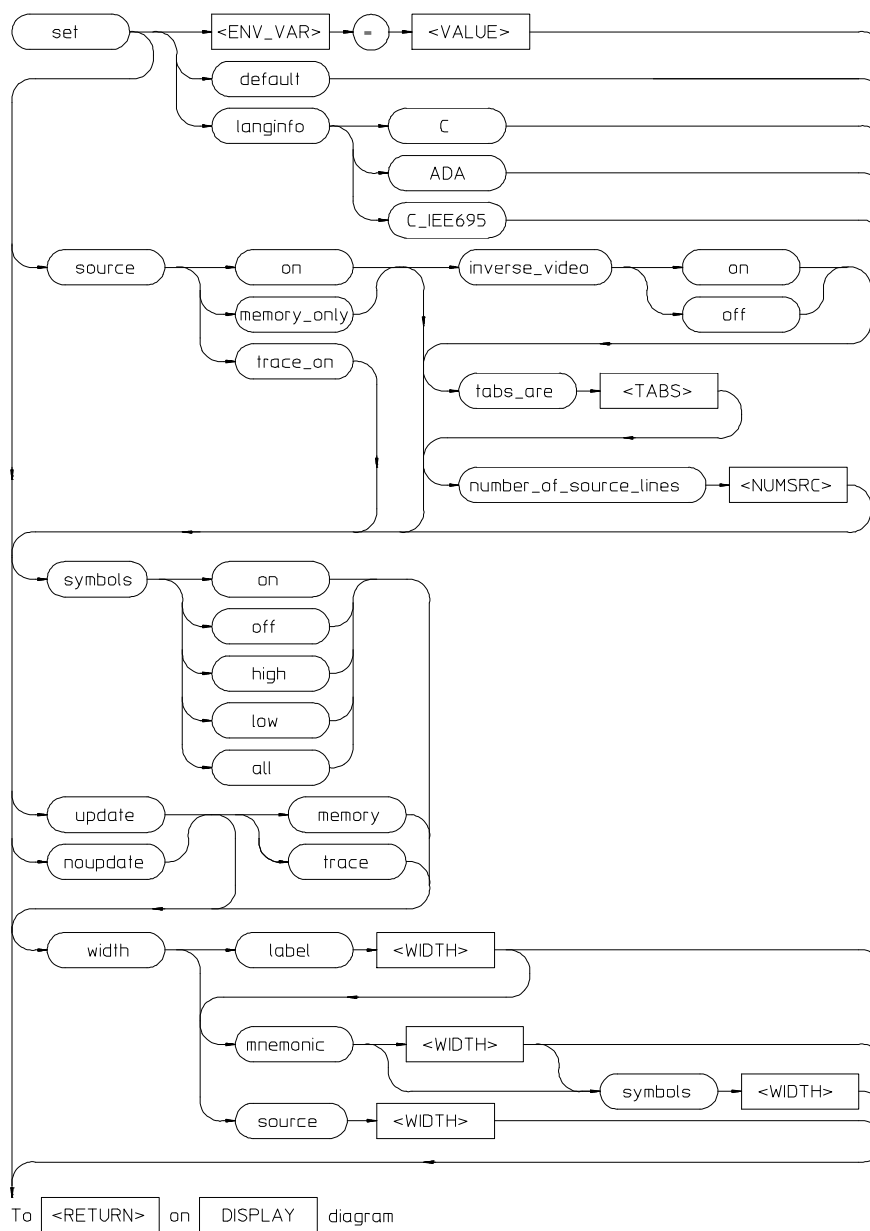 set <ENV_VAR> = <VALUE>
default
langinfo C
ADA
C_IEE695
source on inverse_video on
memory_only off
trace_on
tabs_are <TABS>
number_of_source_lines <NUMSRC>
symbols on
off
high
low
all
update memory
noupdate trace
width label <WIDTH>
mnemonic <WIDTH>
symbols <WIDTH>
source <WIDTH>
To <RETURN> on DISPLAY diagram